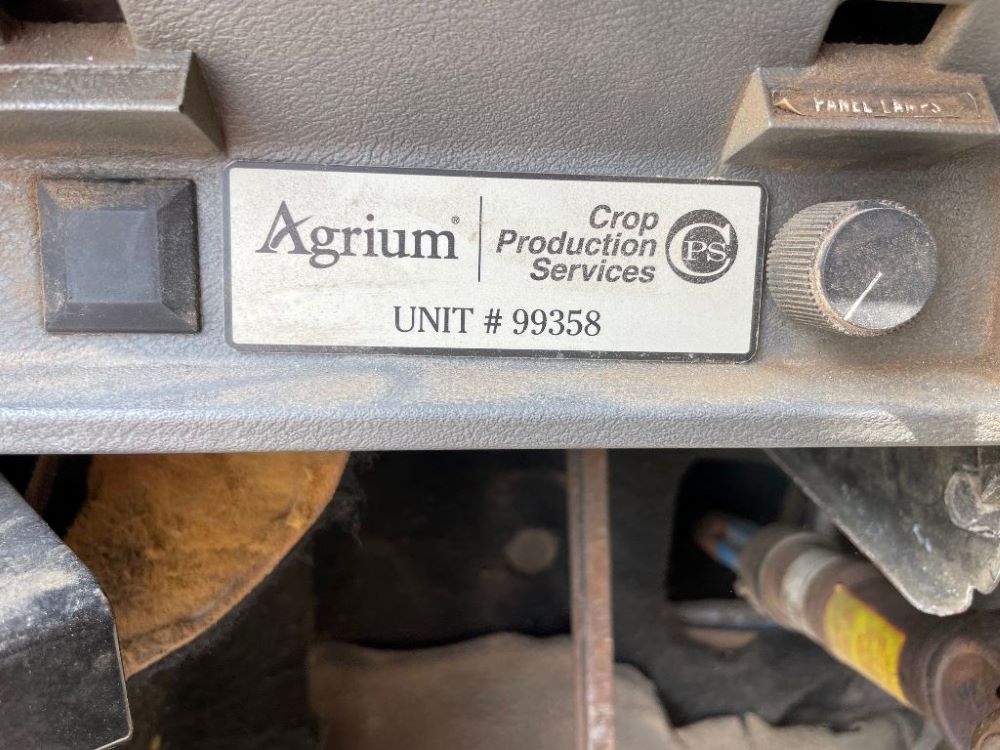 PANEL LAMPS
Agrium®
Crop
Production
Services
CPS
UNIT # 99358